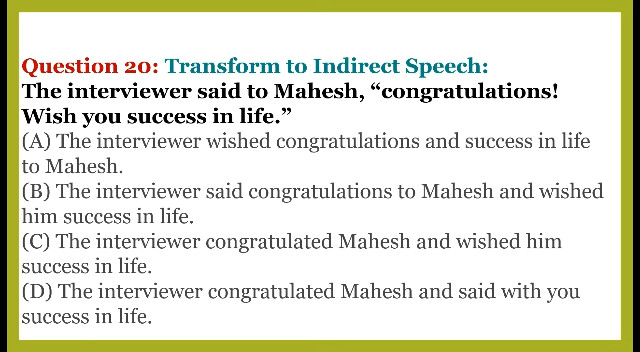 Question 20: Transform to Indirect Speech:
The interviewer said to Mahesh, “congratulations!
Wish you success in life.”
(A) The interviewer wished congratulations and success in life
to Mahesh.
(B) The interviewer said congratulations to Mahesh and wished
him success in life.
(C) The interviewer congratulated Mahesh and wished him
success in life.
(D) The interviewer congratulated Mahesh and said with you
success in life.